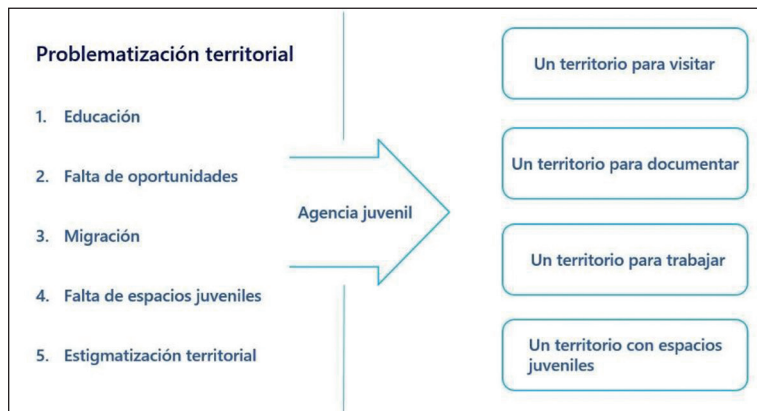 Problematización territorial
1. Educación
2. Falta de oportunidades
3. Migración
4. Falta de espacios juveniles
5. Estigmatización territorial
Agencia juvenil
Un territorio para visitar
Un territorio para documentar
Un territorio para trabajar
Un territorio con espacios
juveniles